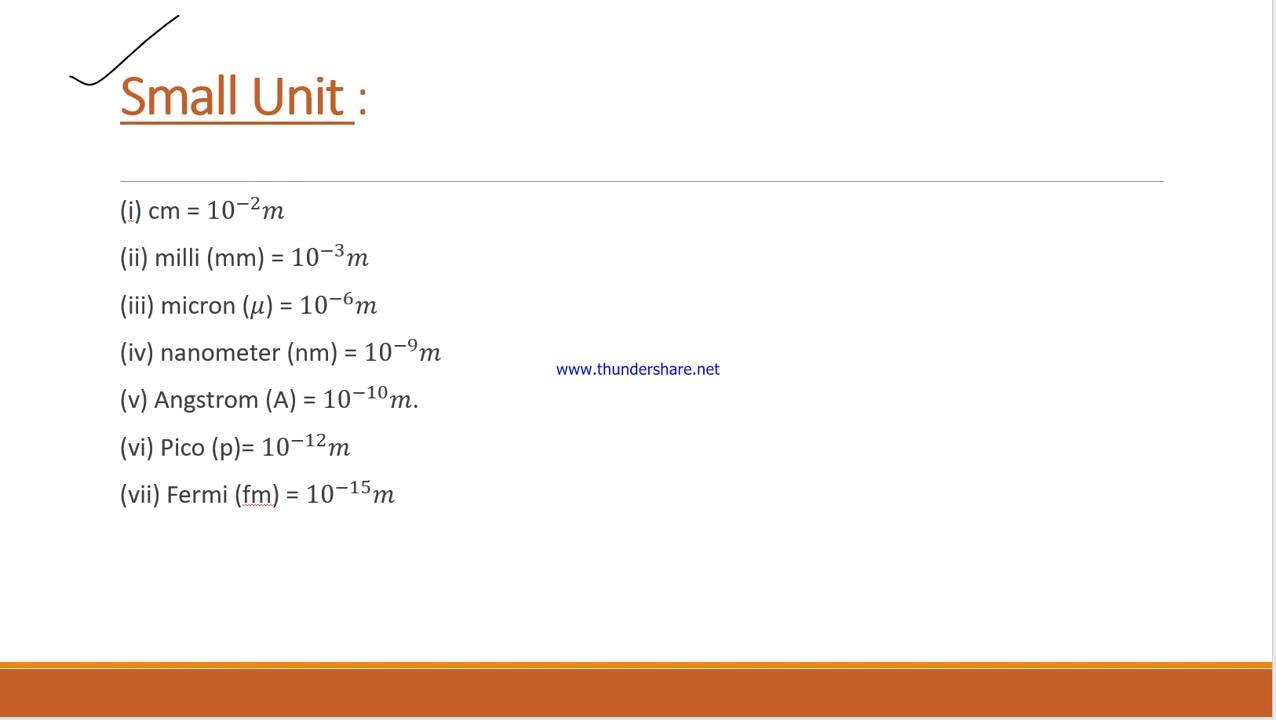 Small Unit :
(i) cm = 10⁻²m
(ii) milli (mm) = 10⁻³m
(iii) micron (μ) = 10⁻⁶m
(iv) nanometer (nm) = 10⁻⁹m
www.thundershare.net
(v) Angstrom (A) = 10⁻¹⁰m.
(vi) Pico (p)= 10⁻¹²m
(vii) Fermi (fm) = 10⁻¹⁵m